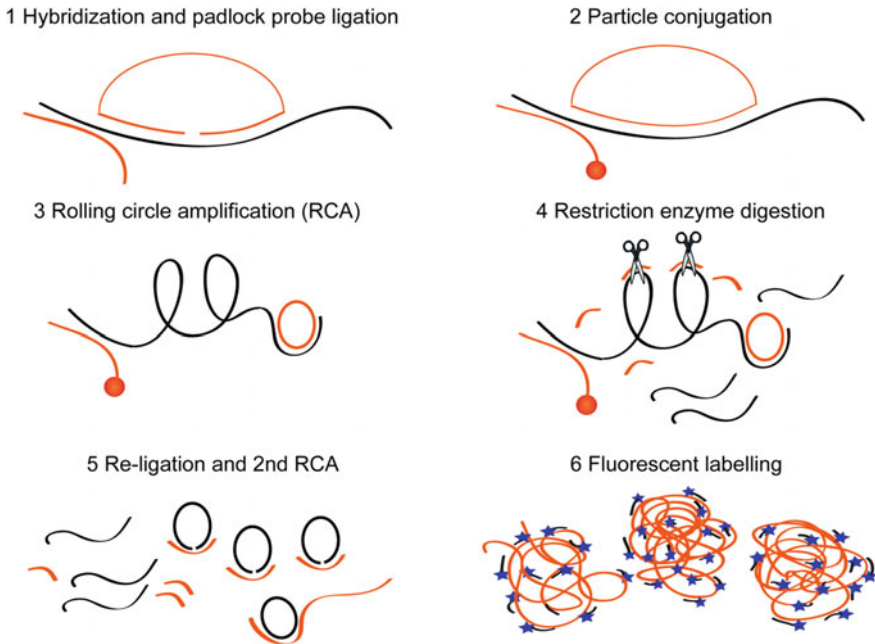 1 Hybridization and padlock probe ligation
2 Particle conjugation
3 Rolling circle amplification (RCA)
4 Restriction enzyme digestion
5 Re-ligation and 2nd RCA
6 Fluorescent labelling